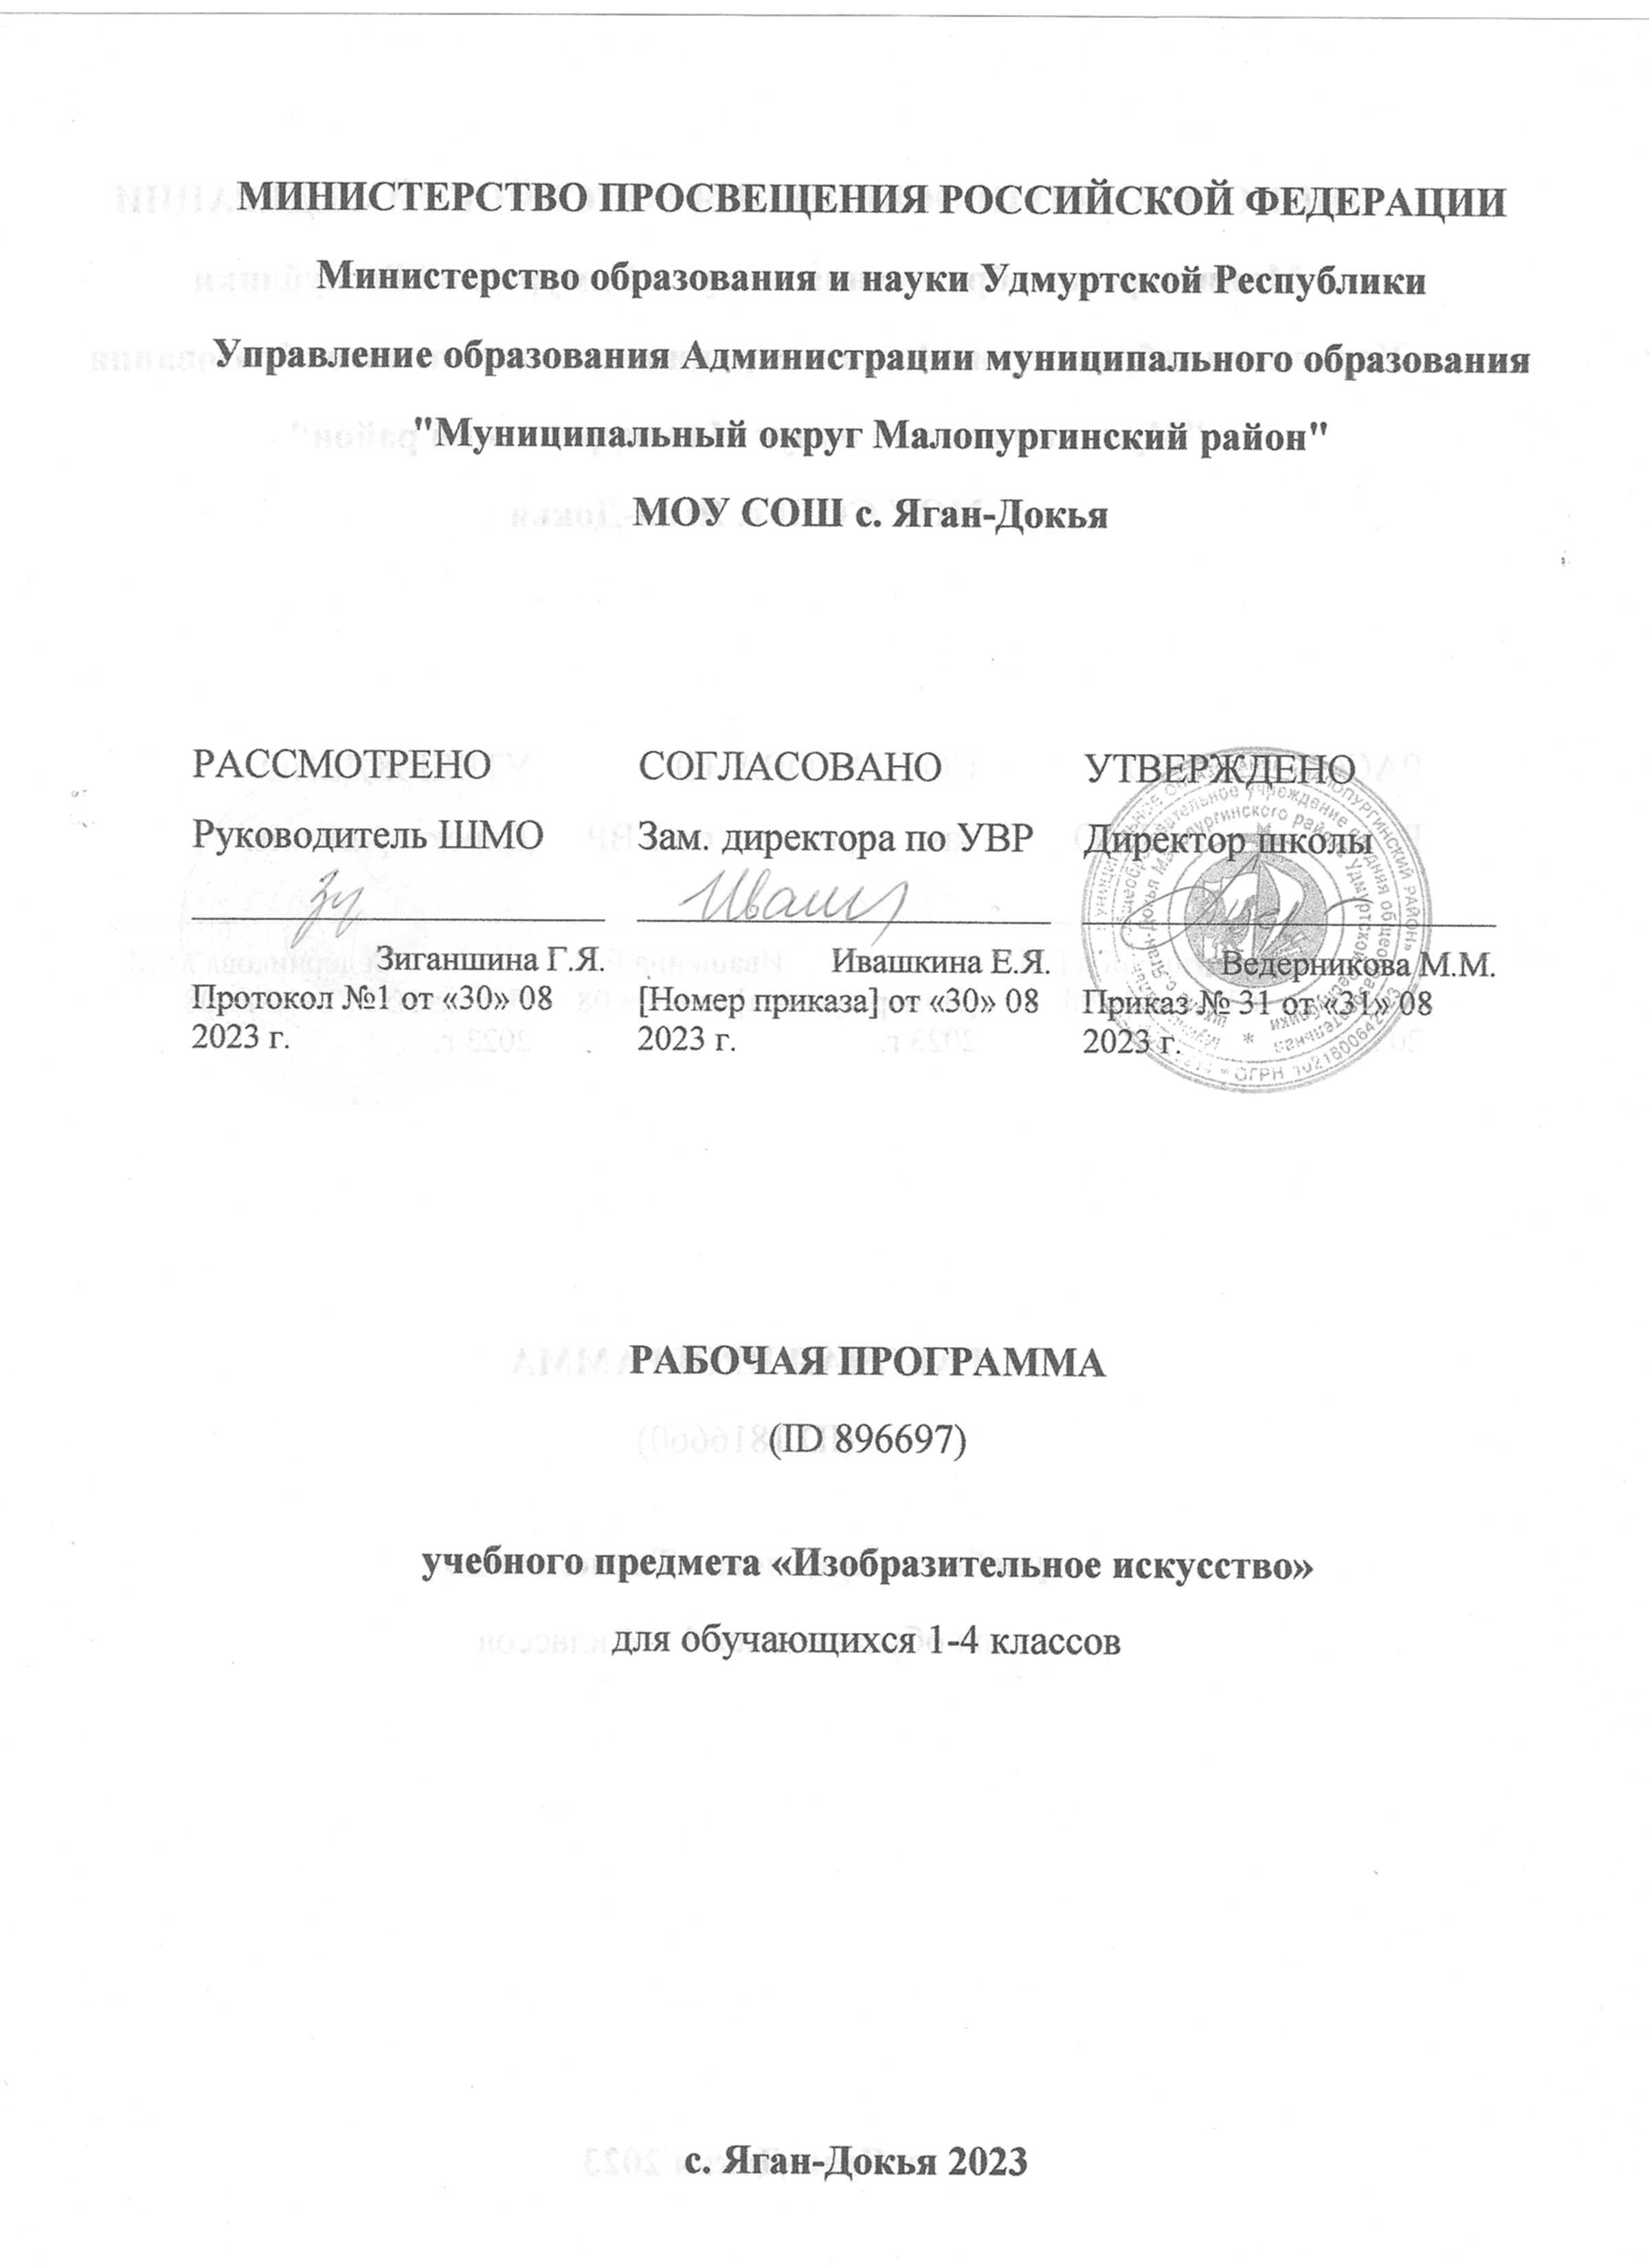 МИНИСТЕРСТВО ПРОСВЕЩЕНИЯ РОССИЙСКОЙ ФЕДЕРАЦИИ
Министерство образования и науки Удмуртской Республики
Управление образования Администрации муниципального образования
"Муниципальный округ Малопургинский район"
МОУ СОШ с. Яган-Докья
РАССМОТРЕНО
Руководитель ШМО
Зиганшина Г.Я.
Протокол №1 от «30» 08
2023 г.
СОГЛАСОВАНО
Зам. директора по УВР
Иваш
Ивашкина Е.Я.
[Номер приказа] от «30» 08
2023 г.
УТВЕРЖДЕНО
Директор школы
Ведерникова М.М.
Приказ № 31 от «31» 08
2023 г.
РАБОЧАЯ ПРОГРАММА
(ID 896697)
учебного предмета «Изобразительное искусство»
для обучающихся 1-4 классов
с. Яган-Докья 2023